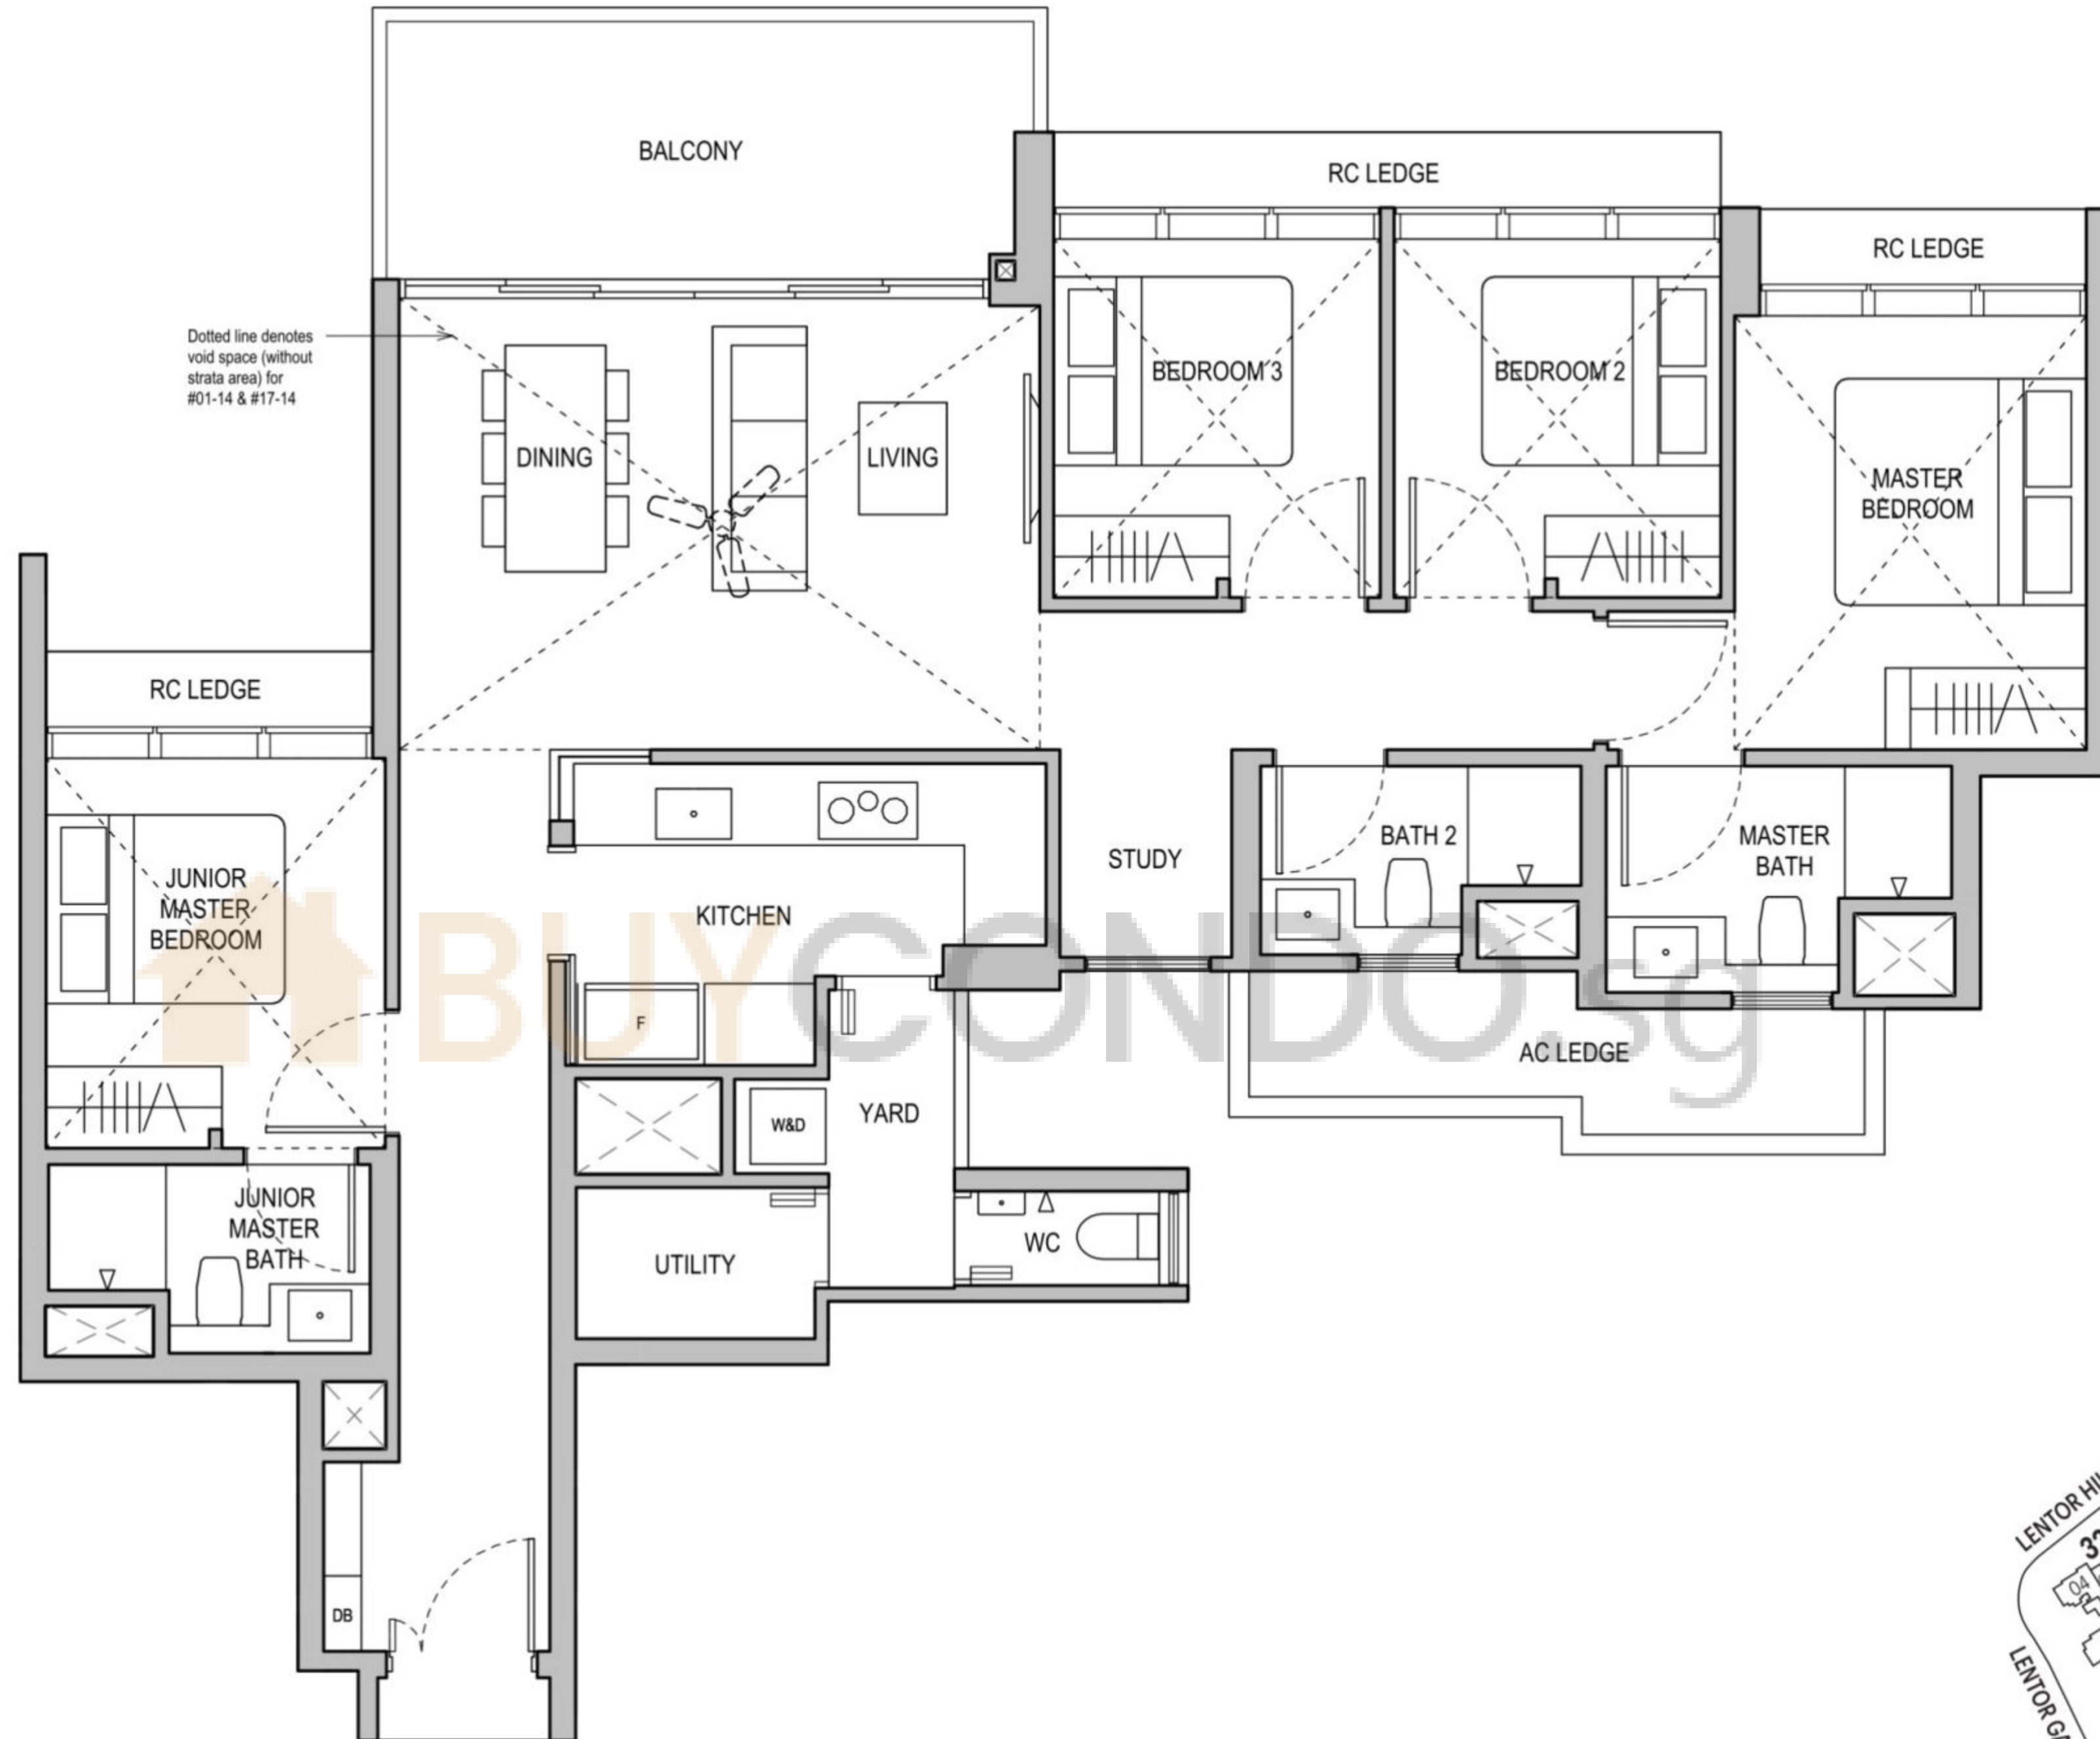 BALCONY
RC LEDGE
RC LEDGE
Dotted line denotes
void space (without
strata area) for
#01-14 & #17-14
DINING
LIVING
BEDROOM 3
BEDROOM 2
MASTER
BEDROOM
RC LEDGE
JUNIOR
MASTER
BEDROOM
KITCHEN
STUDY
BATH 2
MASTER
BATH
BUYCONDO.sg
F
AC LEDGE
W&D
YARD
JUNIOR
MASTER
BATH
UTILITY
WC
DB
04